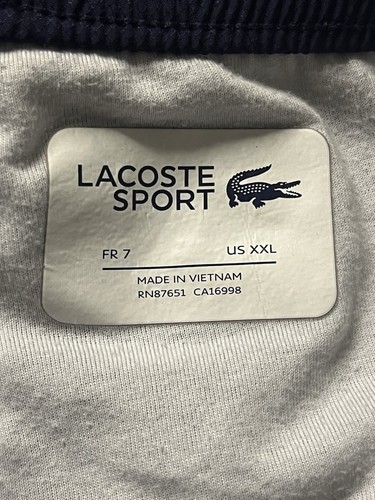 LACOSTE
SPORT
FR 7 US XXL
MADE IN VIETNAM
RN87651 CA16998